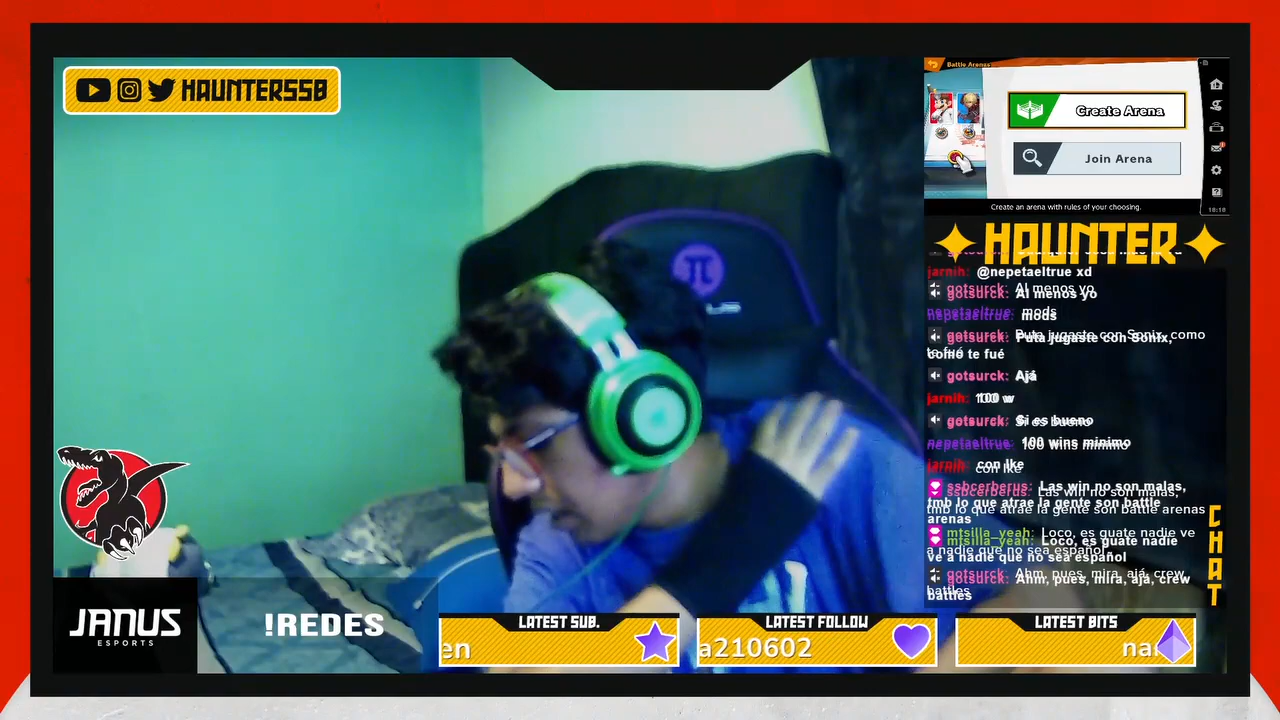 HAUNTERSSB
Battle Arenas
Create Arena
Join Arena
Create an arena with rules of your choosing.
18:18
HAUNTER
jarnih: @nepetaeltrue xd
gotsurck: Al menos yo
nepetaeltrue: mods
gotsurck: Puta jugaste con Sonix, como te fué
gotsurck: Ajá
jarnih: 100 w
gotsurck: Si es bueno
nepetaeltrue: 100 wins minimo
jarnih: con Ike
ssbcerberus: Las win no son malas,
tmb lo que atrae la gente son battle
arenas
mtsilla_yeah: Loco, es guate nadie
ve a nadie que no sea español
gotsurck: Ahm, pues, mira, ajá, crew
battles
CHAT
JANUS
ESPORTS
!REDES
LATEST SUB.
en
LATEST FOLLOW
a210602
LATEST BITS
na